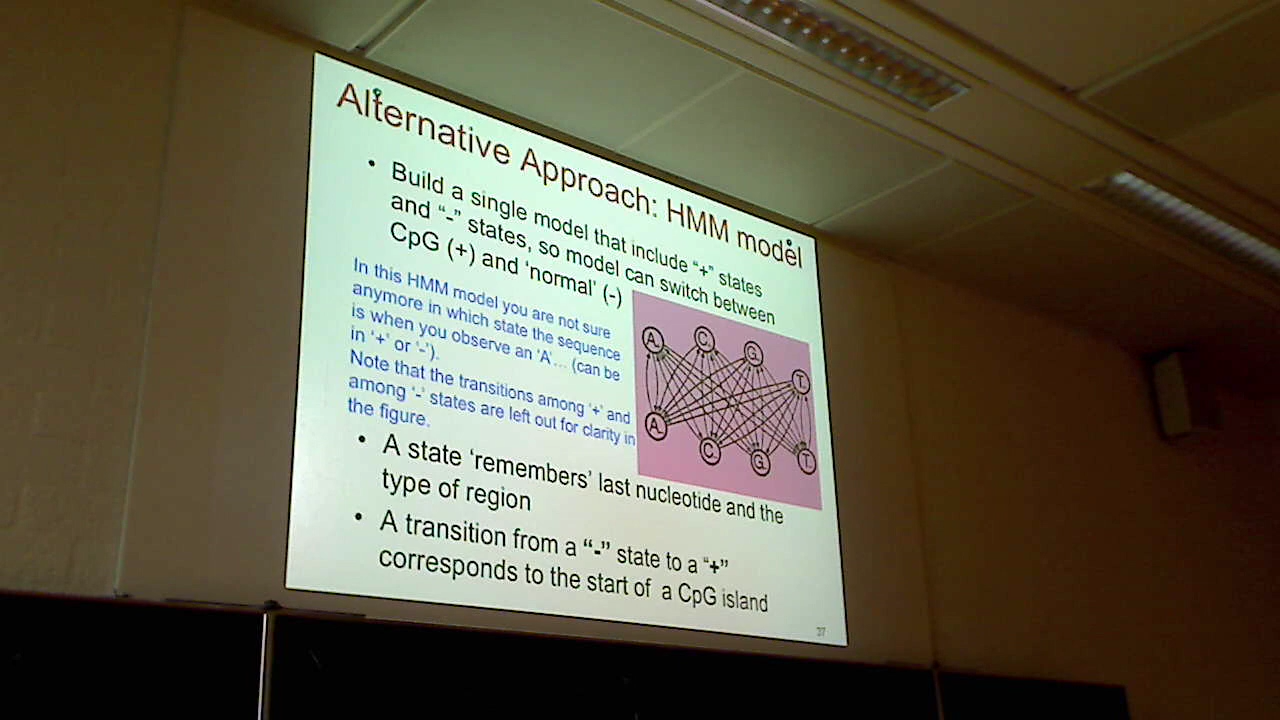 Alternative Approach: HMM model
• Build a single model that include “+” states
and “-” states, so model can switch between
CpG (+) and ‘normal’ (-)
In this HMM model you are not sure
anymore in which state the sequence
is when you observe an ‘A’… (can be
in ‘+’ or ‘-’).
Note that the transitions among ‘+’ and
among ‘-’ states are left out for clarity in
the figure.
A C G T
A C G T
• A state ‘remembers’ last nucleotide and the
type of region
• A transition from a “-” state to a “+”
corresponds to the start of a CpG island
37